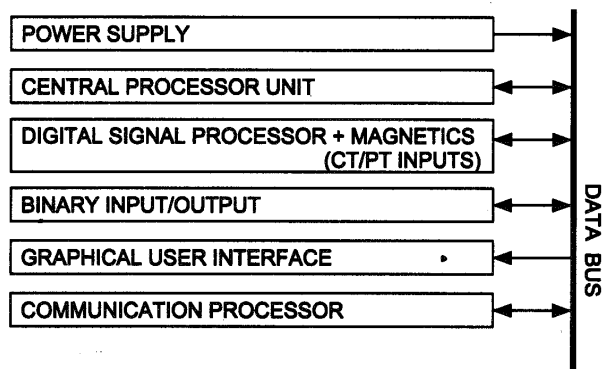 POWER SUPPLY
CENTRAL PROCESSOR UNIT
DIGITAL SIGNAL PROCESSOR + MAGNETICS
(CT/PT INPUTS)
BINARY INPUT/OUTPUT
GRAPHICAL USER INTERFACE
COMMUNICATION PROCESSOR
DATA BUS